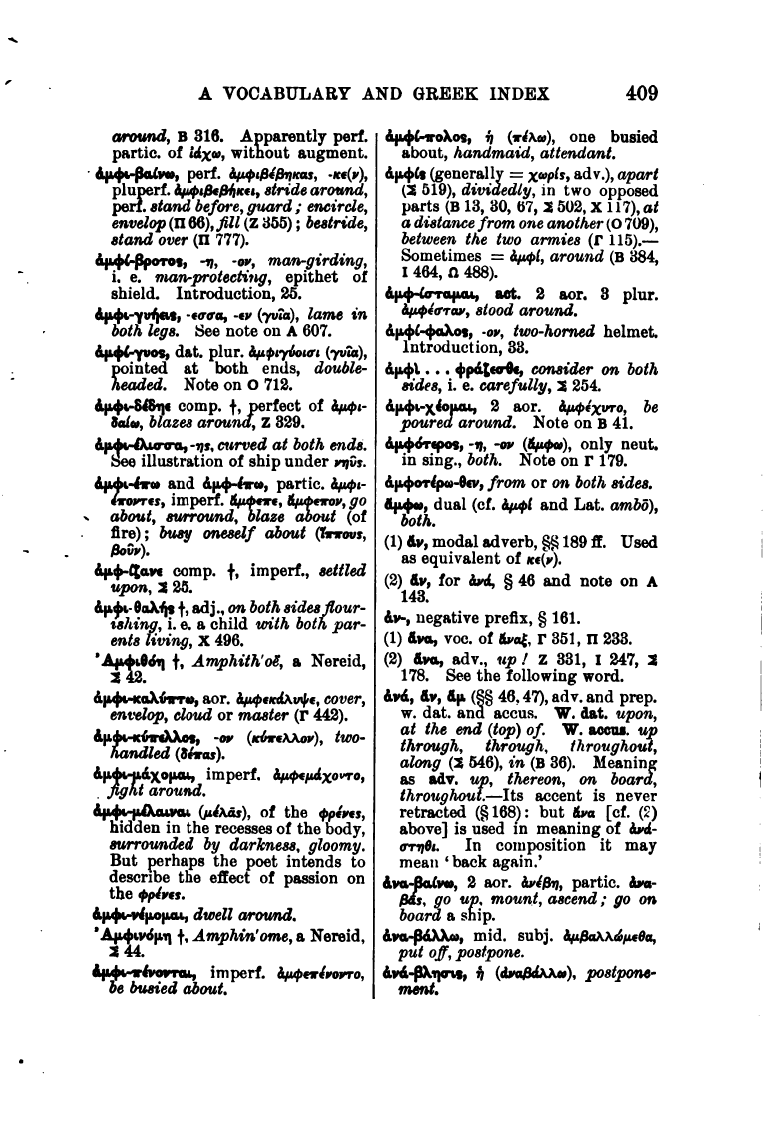 A VOCABULARY AND GREEK INDEX 409
around, B 316. Apparently perf.
partic. of ἰάχω, without augment.
ἀμφι-βαίνω, perf. ἀμφιβέβηκας, -κε(ν),
pluperf. ἀμφιβεβήκει, stride around,
perf. stand before, guard; encircle,
envelop (Π 66), fill (Ζ 355); bestride,
stand over (Π 777).
ἀμφί-βροτος, -η, -ον, man-girding,
i. e. man-protecting, epithet of
shield. Introduction, 25.
ἀμφι-γυήεις, -εσσα, -εν (γυῖα), lame in
both legs. See note on A 607.
ἀμφί-γυος, dat. plur. ἀμφιγύοισι (γυῖα),
pointed at both ends, double-
headed. Note on O 712.
ἀμφι-δέδηε comp. †, perfect of ἀμφι-
δαίω, blazes around, Z 329.
ἀμφι-έλισσα, -ης, curved at both ends.
See illustration of ship under νηῦς.
ἀμφι-έπω and ἀμφ-έπω, partic. ἀμφι-
έποντες, imperf. ἄμφεπε, ἄμφεπον, go
about, surround, blaze about (of
fire); busy oneself about (ἵππους,
βοῦν).
ἀμφ-ίζανε comp. †, imperf., settled
upon, Σ 25.
ἀμφι-θαλής †, adj., on both sides flour-
ishing, i. e. a child with both par-
ents living, X 496.
Ἀμφιθόη †, Amphith'oë, a Nereid,
Σ 42.
ἀμφι-καλύπτω, aor. ἀμφεκάλυψε, cover,
envelop, cloud or master (Γ 442).
ἀμφι-κύπελλος, -ον (κύπελλον), two-
handled (δέπας).
ἀμφι-μάχομαι, imperf. ἀμφεμάχοντο,
fight around.
ἀμφι-μέλαιναι (μέλᾱς), of the φρένες,
hidden in the recesses of the body,
surrounded by darkness, gloomy.
But perhaps the poet intends to
describe the effect of passion on
the φρένες.
ἀμφι-νέμομαι, dwell around.
Ἀμφινόμη †, Amphin'ome, a Nereid,
Σ 44.
ἀμφι-πένονται, imperf. ἀμφεπένοντο,
be busied about.
ἀμφί-πολος, ἡ (πέλω), one busied
about, handmaid, attendant.
ἀμφίς (generally = χωρίς, adv.), apart
(Σ 519), dividedly, in two opposed
parts (B 13, 30, 67, Σ 502, X 117), at
a distance from one another (O 709),
between the two armies (Γ 115).—
Sometimes = ἀμφί, around (B 384,
I 464, Ω 488).
ἀμφ-ίσταμαι, act. 2 aor. 3 plur.
ἀμφέσταν, stood around.
ἀμφί-φαλος, -ον, two-horned helmet.
Introduction, 33.
ἀμφὶ . . . φράζεσθε, consider on both
sides, i. e. carefully, Σ 254.
ἀμφι-χέομαι, 2 aor. ἀμφέχυτο, be
poured around. Note on B 41.
ἀμφότερος, -η, -ον (ἄμφω), only neut.
in sing., both. Note on Γ 179.
ἀμφοτέρω-θεν, from or on both sides.
ἄμφω, dual (cf. ἀμφί and Lat. ambō),
both.
(1) ἄν, modal adverb, §§ 189 ff. Used
as equivalent of κε(ν).
(2) ἄν, for ἀνά, § 46 and note on A
143.
ἀν-, negative prefix, § 161.
(1) ἄνα, voc. of ἄναξ, Γ 351, Π 233.
(2) ἄνα, adv., up! Z 331, I 247, Σ
178. See the following word.
ἀνά, ἄν, ἄμ (§§ 46, 47), adv. and prep.
w. dat. and accus. W. dat. upon,
at the end (top) of. W. accus. up
through, through, throughout,
along (Σ 546), in (B 36). Meaning
as adv. up, thereon, on board,
throughout.—Its accent is never
retracted (§ 168): but ἄνα [cf. (2)
above] is used in meaning of ἀνά-
στηθι. In composition it may
mean ‘back again.’
ἀνα-βαίνω, 2 aor. ἀνέβη, partic. ἀνα-
βάς, go up, mount, ascend; go on
board a ship.
ἀνα-βάλλω, mid. subj. ἀμβαλλώμεθα,
put off, postpone.
ἀνά-βλησις, ἡ (ἀναβάλλω), postpone-
ment.